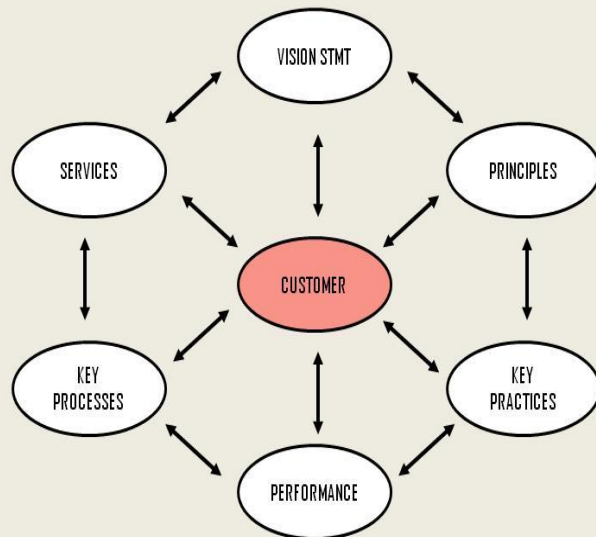 VISION STMT
SERVICES
PRINCIPLES
CUSTOMER
KEY
PROCESSES
KEY
PRACTICES
PERFORMANCE